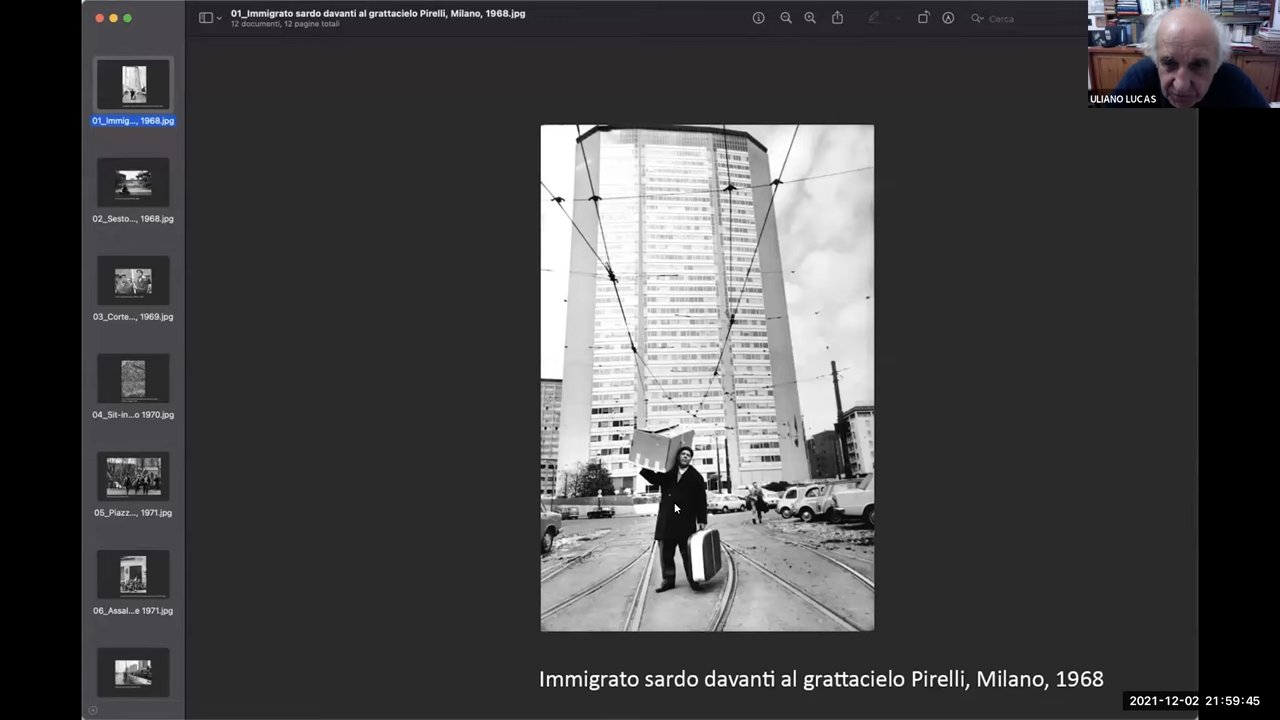 01_Immigrato sardo davanti al grattacielo Pirelli, Milano, 1968.jpg
12 documenti, 12 pagine totali
Cerca
ULIANO LUCAS
01_Immig..., 1968.jpg
02_Sesto..., 1968.jpg
03_Corte..., 1969.jpg
04_Sit-in...o 1970.jpg
05_Piazz..., 1971.jpg
06_Assal...e 1971.jpg
Immigrato sardo davanti al grattacielo Pirelli, Milano, 1968
2021-12-02 21:59:45